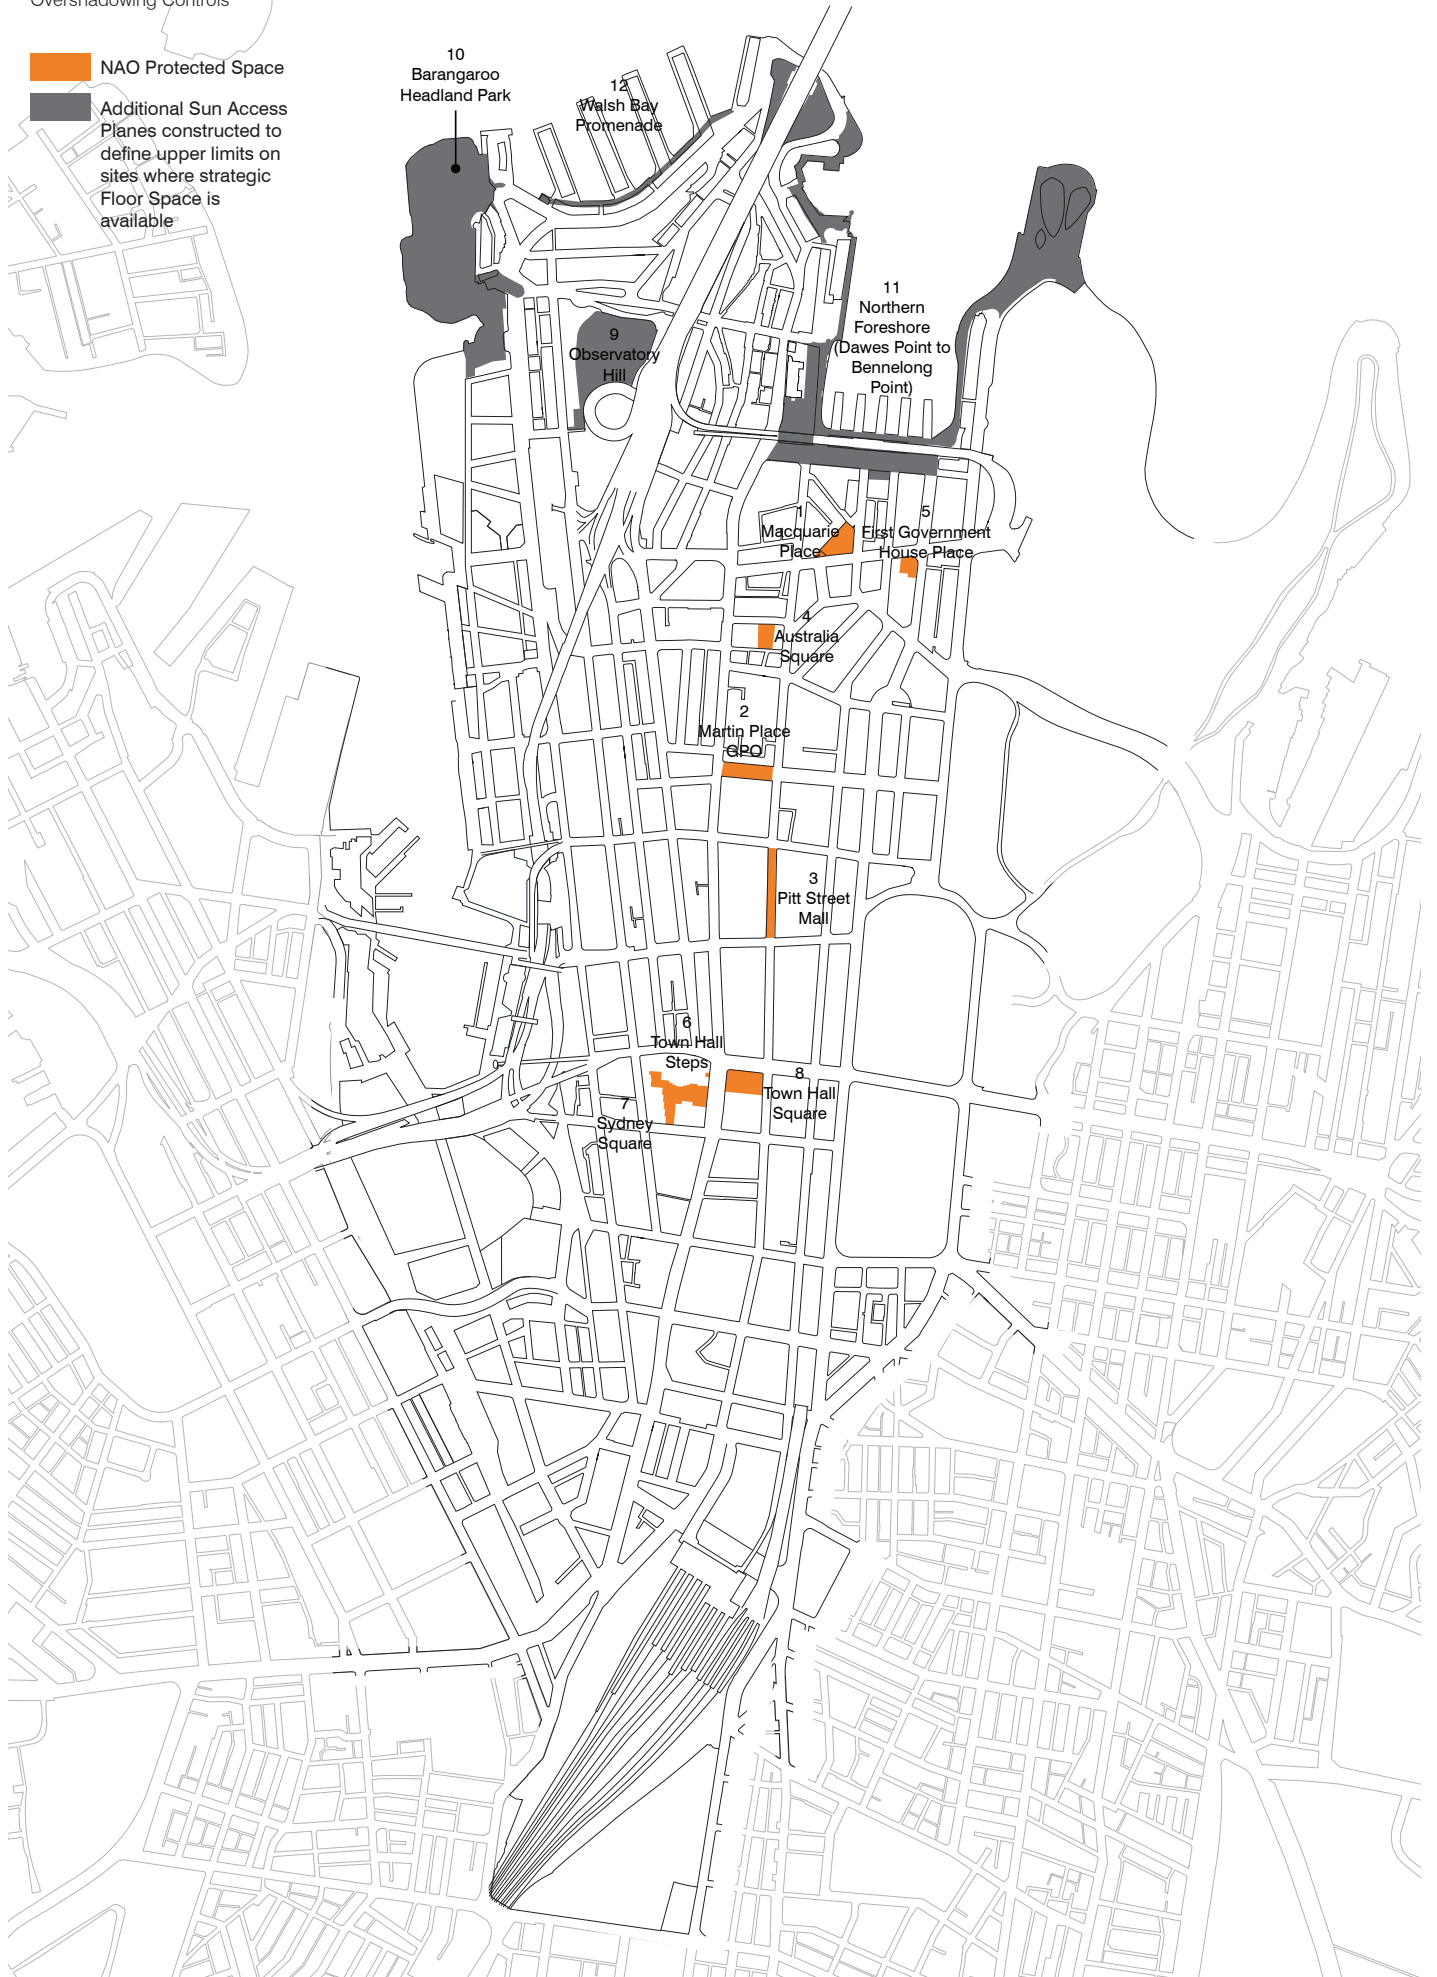 Overshadowing Controls
NAO Protected Space
Additional Sun Access
Planes constructed to
define upper limits on
sites where strategic
Floor Space is
available
10
Barangaroo
Headland Park
12
Walsh Bay
Promenade
11
Northern
Foreshore
(Dawes Point to
Bennelong
Point)
9
Observatory
Hill
1
Macquarie
Place
5
First Government
House Place
4
Australia
Square
2
Martin Place
GPO
3
Pitt Street
Mall
6
Town Hall
Steps
8
Town Hall
Square
7
Sydney
Square